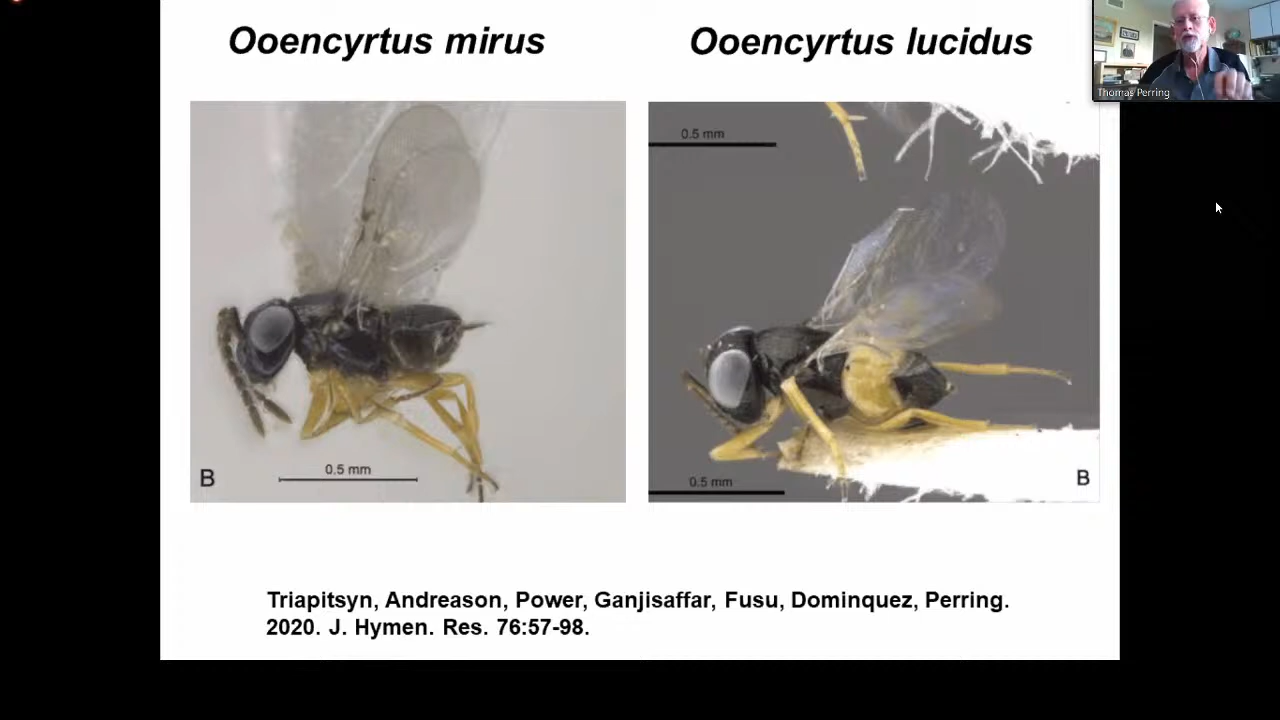 Ooencyrtus mirus
Ooencyrtus lucidus
Thomas Perring
0.5 mm
B
0.5 mm
0.5 mm
B
Triapitsyn, Andreason, Power, Ganjisaffar, Fusu, Dominquez, Perring.
2020. J. Hymen. Res. 76:57-98.